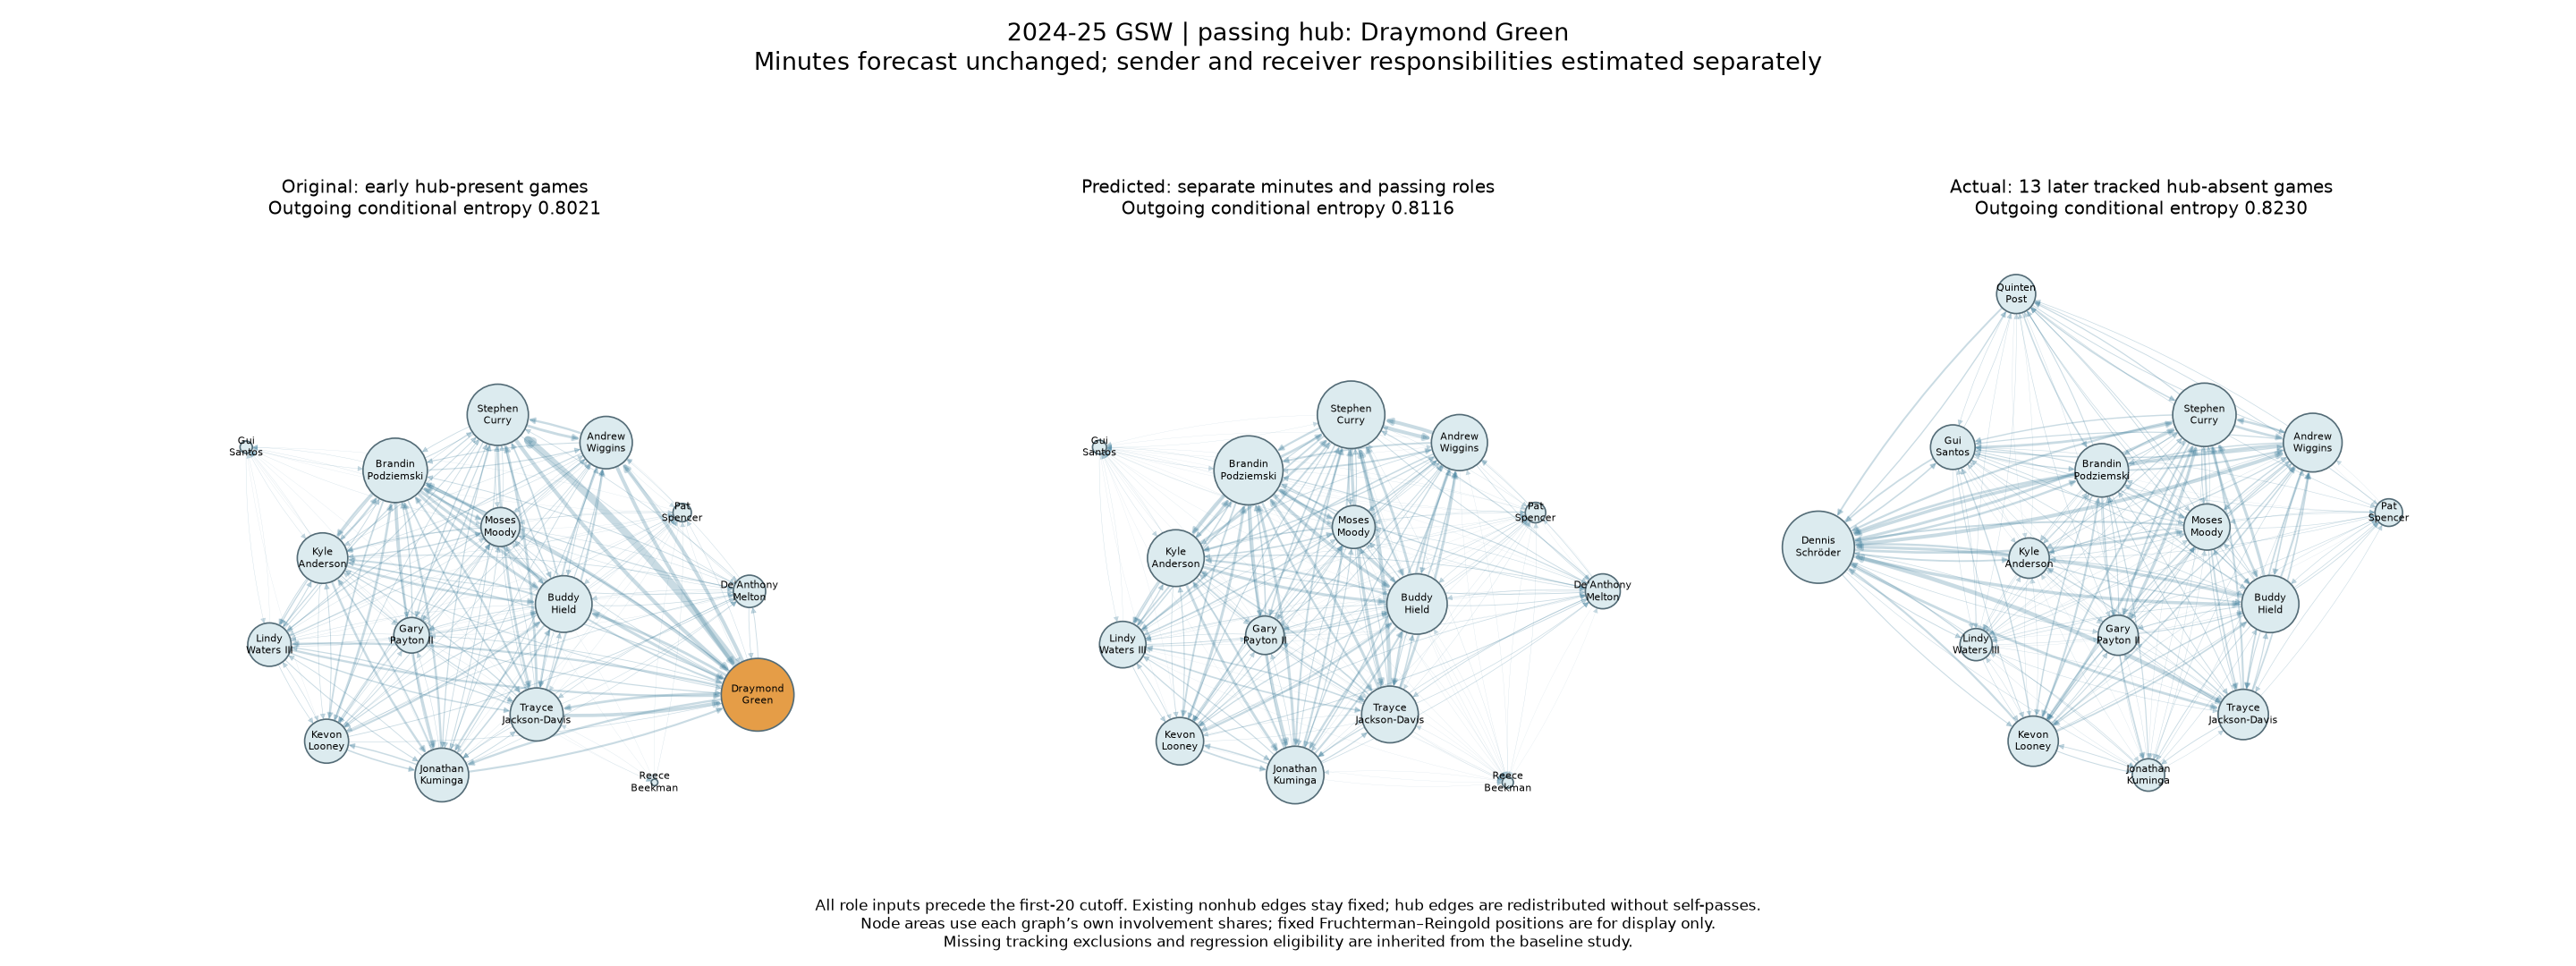 2024-25 GSW | passing hub: Draymond Green
Minutes forecast unchanged; sender and receiver responsibilities estimated separately
Original: early hub-present games
Outgoing conditional entropy 0.8021
Stephen
Curry
Andrew
Wiggins
Gui
Santos
Brandin
Podziemski
Pat
Spencer
Moses
Moody
Kyle
Anderson
De'Anthony
Melton
Buddy
Hield
Gary
Payton II
Lindy
Waters III
Draymond
Green
Trayce
Jackson-Davis
Kevon
Looney
Jonathan
Kuminga
Reece
Beekman
Predicted: separate minutes and passing roles
Outgoing conditional entropy 0.8116
Stephen
Curry
Andrew
Wiggins
Gui
Santos
Brandin
Podziemski
Pat
Spencer
Moses
Moody
Kyle
Anderson
De'Anthony
Melton
Buddy
Hield
Gary
Payton II
Lindy
Waters III
Trayce
Jackson-Davis
Kevon
Looney
Jonathan
Kuminga
Reece
Beekman
Actual: 13 later tracked hub-absent games
Outgoing conditional entropy 0.8230
Quinten
Post
Stephen
Curry
Andrew
Wiggins
Gui
Santos
Brandin
Podziemski
Pat
Spencer
Moses
Moody
Dennis
Schröder
Kyle
Anderson
Buddy
Hield
Gary
Payton II
Lindy
Waters III
Trayce
Jackson-Davis
Kevon
Looney
Jonathan
Kuminga
All role inputs precede the first-20 cutoff. Existing nonhub edges stay fixed; hub edges are redistributed without self-passes.
Node areas use each graph’s own involvement shares; fixed Fruchterman–Reingold positions are for display only.
Missing tracking exclusions and regression eligibility are inherited from the baseline study.